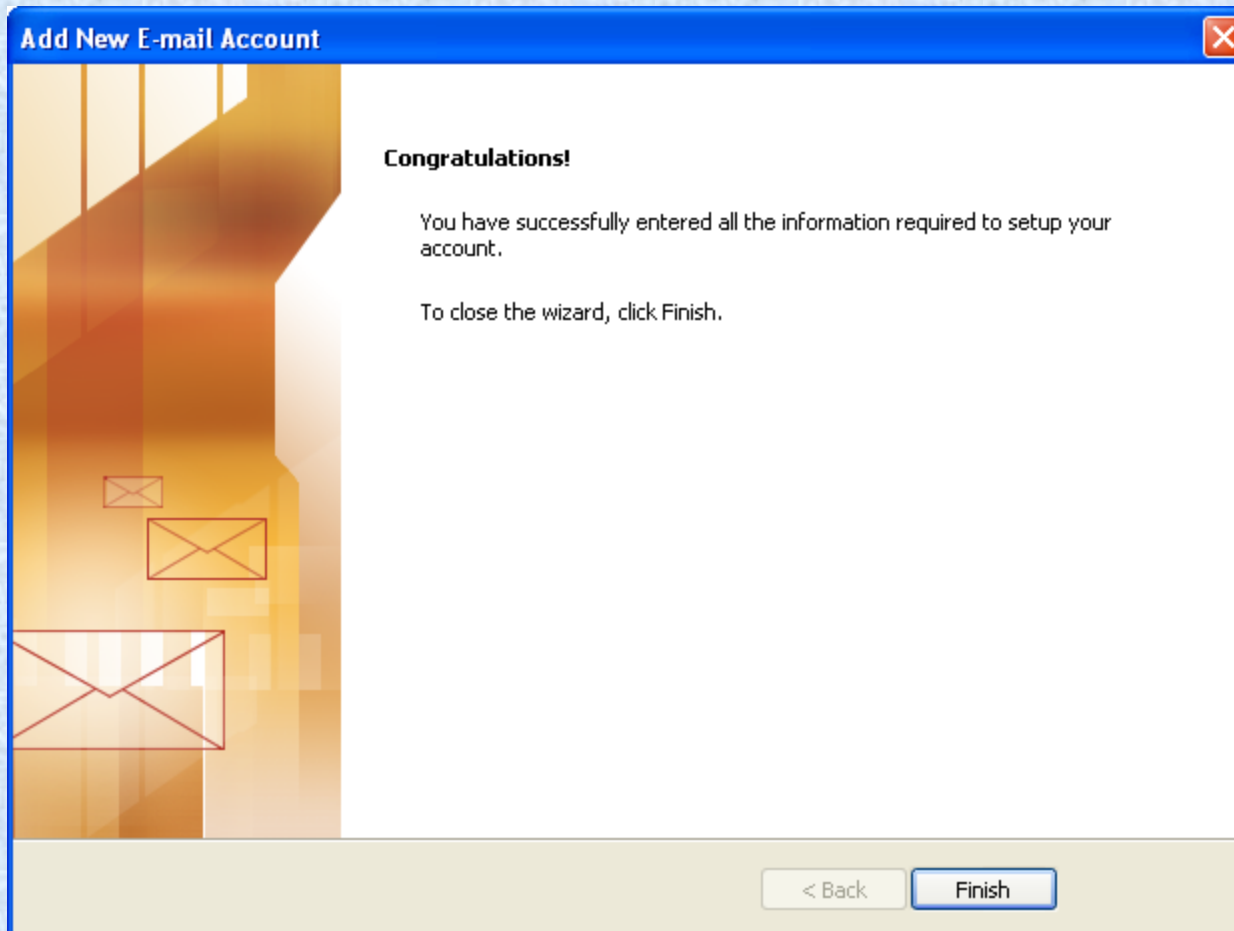 Add New E-mail Account
Congratulations!
You have successfully entered all the information required to setup your
account.
To close the wizard, click Finish.
< Back
Finish